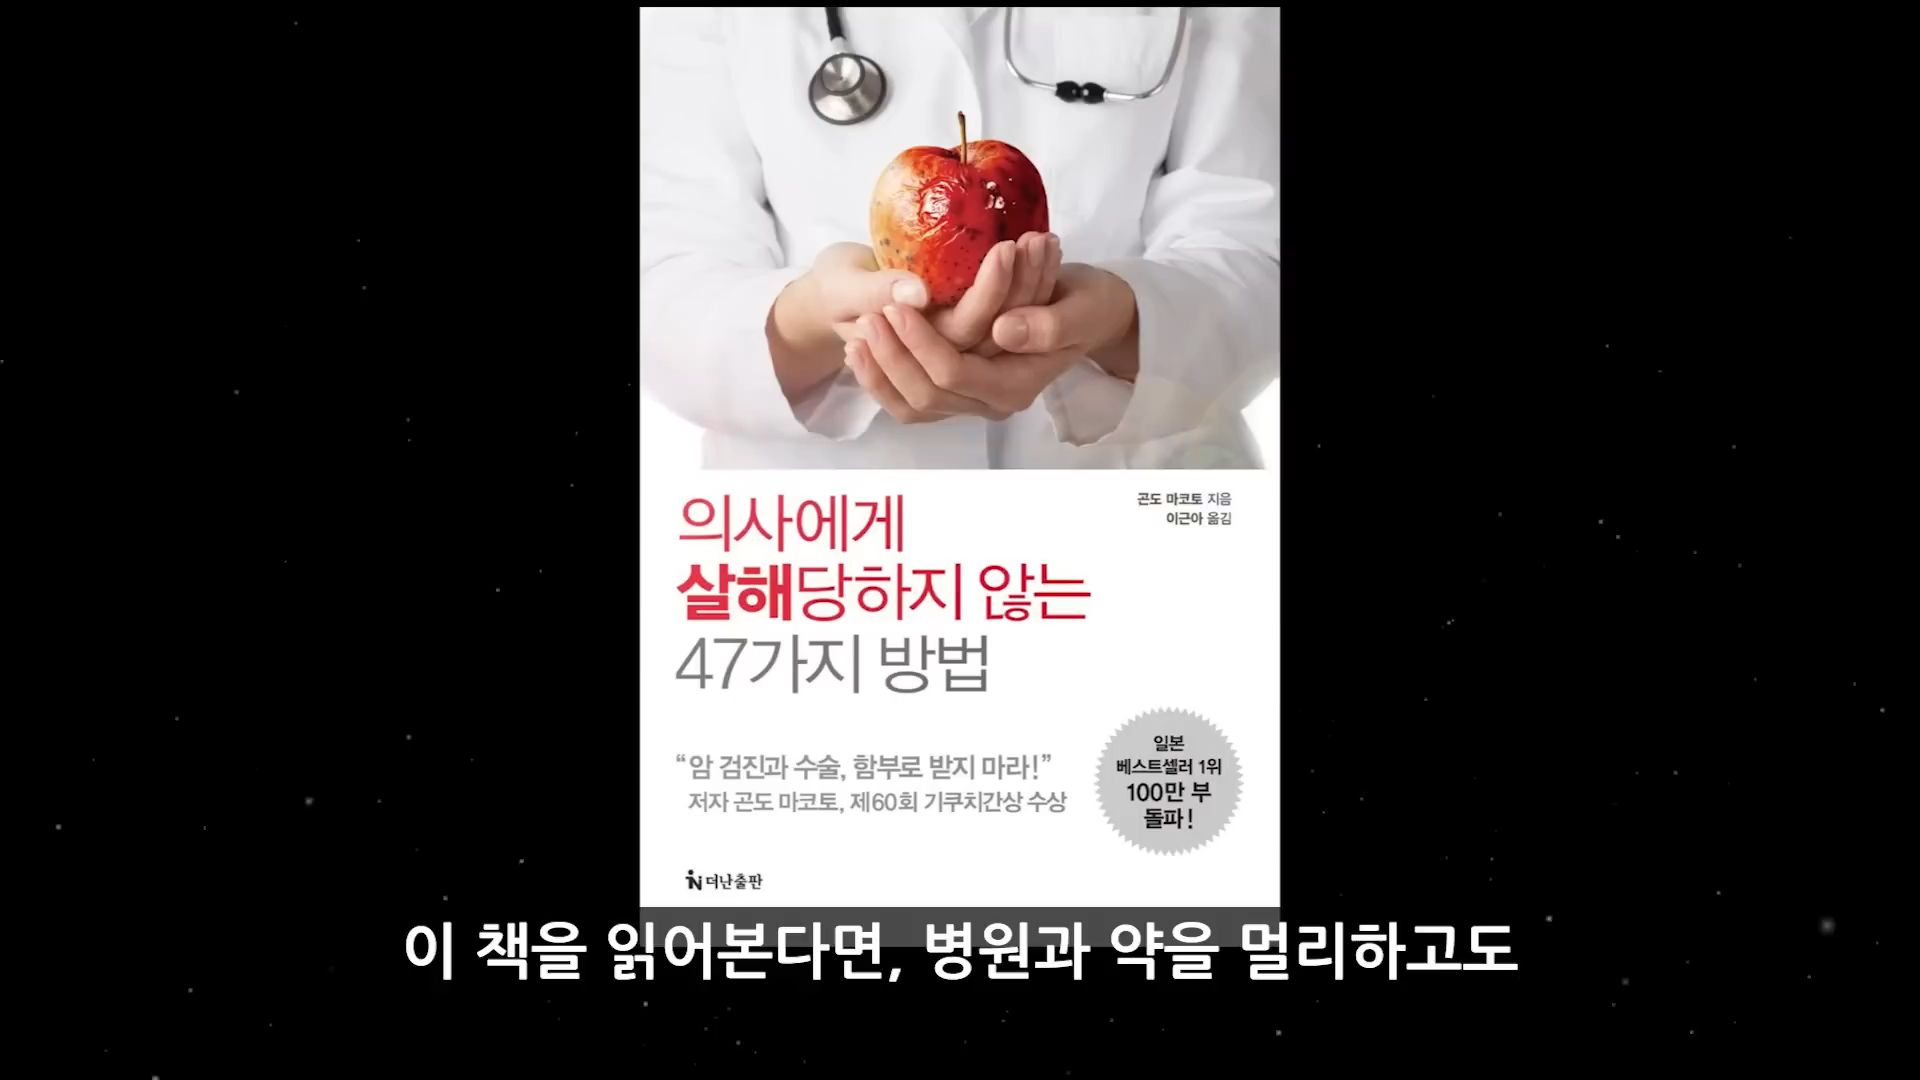 곤도 마코토 지음
이근아 옮김
의사에게
살해당하지 않는
47가지 방법
“암 검진과 수술, 함부로 받지 마라!”
저자 곤도 마코토, 제60회 기쿠치간상 수상
일본
베스트셀러 1위
100만 부
돌파!
더난출판
이 책을 읽어본다면, 병원과 약을 멀리하고도